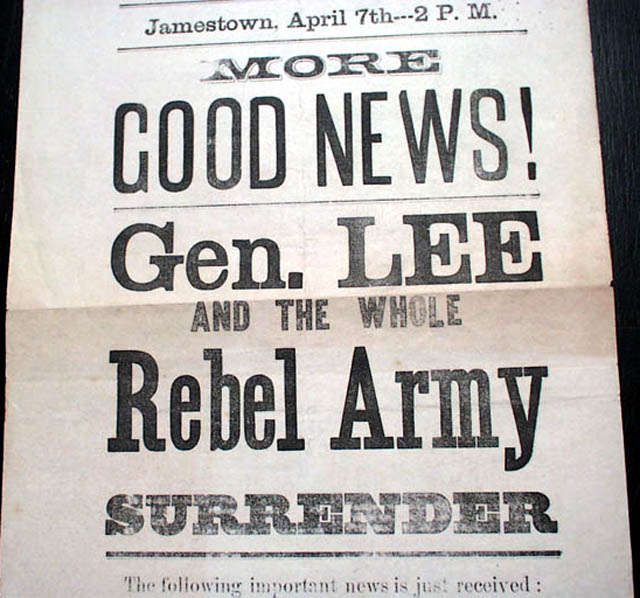 Jamestown, April 7th---2 P. M.
MORE
GOOD NEWS!
Gen. LEE
AND THE WHOLE
Rebel Army
SURRENDER
The following important news is just received :